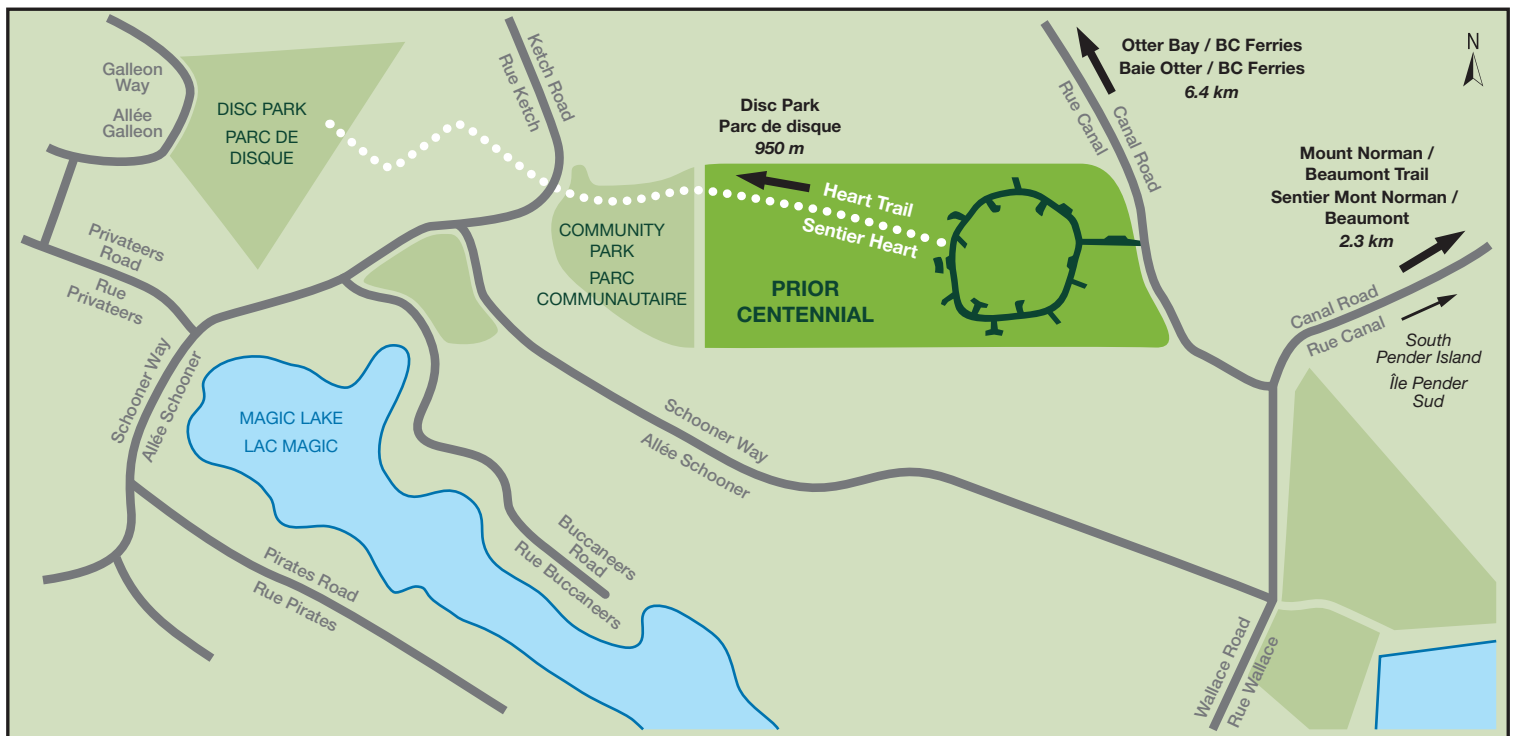 Galleon
Way
Allée
Galleon
DISC PARK
PARC DE
DISQUE
Ketch Road
Rue Ketch
Disc Park
Parc de disque
950 m
Otter Bay / BC Ferries
Baie Otter / BC Ferries
6.4 km
N
Canal Road
Rue Canal
Mount Norman /
Beaumont Trail
Sentier Mont Norman /
Beaumont
2.3 km
Heart Trail
Sentier Heart
COMMUNITY
PARK
PARC
COMMUNAUTAIRE
PRIOR
CENTENNIAL
Privateers
Road
Rue
Privateers
Canal Road
Rue Canal
South
Pender Island
Île Pender
Sud
Schooner Way
Allée Schooner
MAGIC LAKE
LAC MAGIC
Schooner Way
Allée Schooner
Buccaneers
Road
Rue Buccaneers
Pirates Road
Rue Pirates
Wallace Road
Rue Wallace